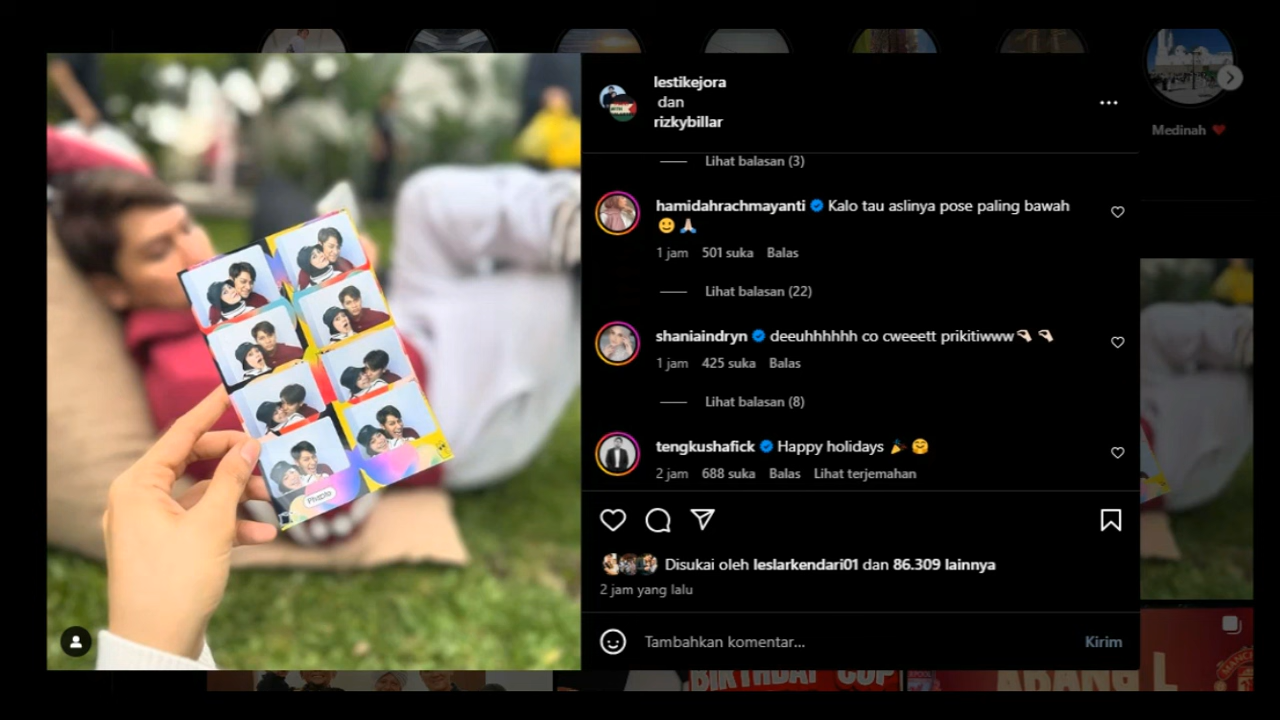 lestikejora
dan
rizkybillar
Medinah ❤️
Lihat balasan (3)
hamidahrachmayanti Kalo tau aslinya pose paling bawah
🙂🙏🏻
1 jam 501 suka Balas
Lihat balasan (22)
shaniaindryn deeuhhhhhh co cweeett prikitiwww👈🏻👈🏻
1 jam 425 suka Balas
Lihat balasan (8)
tengkushafick Happy holidays 🎉🤗
2 jam 688 suka Balas Lihat terjemahan
Disukai oleh leslarkendari01 dan 86.309 lainnya
2 jam yang lalu
Tambahkan komentar...
Kirim
BIRTHDAY CUP
ABANG L